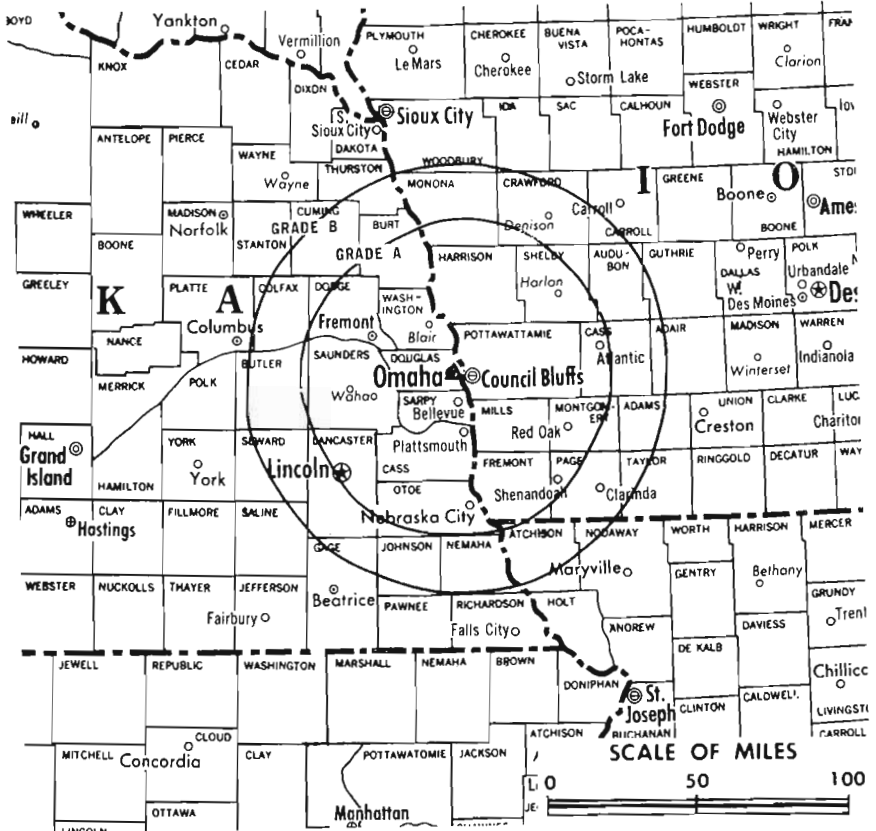 BOYD
Yankton
Vermillion
PLYMOUTH
CHEROKEE
BUENA
VISTA
POCA-
HONTAS
HUMBOLDT
WRIGHT
FRAN
KNOX
CEDAR
Le Mars
Cherokee
Clarion
DIXON
Storm Lake
WEBSTER
S.
Sioux City
Sioux City
IDA
SAC
CALHOUN
Fort Dodge
Webster
City
HAMILTON
ANTELOPE
PIERCE
WAYNE
DAKOTA
THURSTON
WOODBURY
Wayne
MONONA
CRAWFORD
I
GREENE
Boone
O
WHEELER
MADISON
Norfolk
CUMING
GRADE B
BURT
Denison
Carroll
CARROLL
BOONE
Ames
BOONE
STANTON
GRADE A
HARRISON
SHELBY
AUDU-
BON
GUTHRIE
Perry
POLK
GREELEY
K
PLATTE
A
COLFAX
DODGE
WASH-
INGTON
Harlan
DALLAS
W.
Des Moines
Urbandale
Des
Columbus
Fremont
Blair
POTTAWATTAMIE
CASS
ADAIR
MADISON
WARREN
NANCE
HOWARD
MERRICK
POLK
BUTLER
SAUNDERS
DOUGLAS
Atlantic
Winterset
Indianola
Omaha
Council Bluffs
Wahoo
SARPY
Bellevue
MILLS
MONTGOM-
ERY
ADAMS
UNION
CLARKE
LUC
HALL
Grand
Island
YORK
SEWARD
LANCASTER
Plattsmouth
Red Oak
Creston
Chariton
York
Lincoln
CASS
FREMONT
PAGE
TAYLOR
RINGGOLD
DECATUR
WAY
HAMILTON
OTOE
Shenandoah
Clarinda
ADAMS
CLAY
FILLMORE
SALINE
Nebraska City
Hastings
ATCHISON
NODAWAY
WORTH
HARRISON
MERCER
GAGE
JOHNSON
NEMAHA
Maryville
GENTRY
Bethany
WEBSTER
NUCKOLLS
THAYER
JEFFERSON
Beatrice
PAWNEE
RICHARDSON
HOLT
GRUNDY
Fairbury
Falls City
ANDREW
DAVIESS
Trent
DE KALB
JEWELL
REPUBLIC
WASHINGTON
MARSHALL
NEMAHA
BROWN
DONIPHAN
Chillicc
St.
Joseph
CLINTON
CALDWELL
LIVINGST
ATCHISON
BUCHANAN
CARROLL
MITCHELL
CLOUD
Concordia
CLAY
POTTAWATOMIE
JACKSON
SCALE OF MILES
0
50
100
OTTAWA
Manhattan
LINCOLN